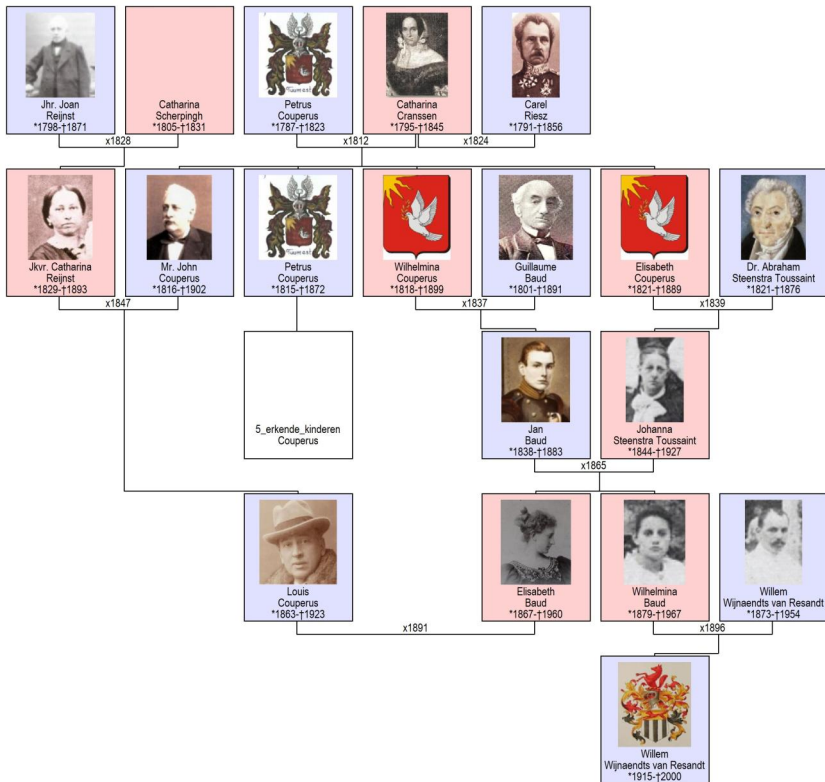 Jhr. Joan
Reijnst
*1798-†1871
Catharina
Scherpingh
*1805-†1831
Petrus
Couperus
*1787-†1823
Catharina
Cranssen
*1795-†1845
Carel
Riesz
*1791-†1856
x1828
x1812
x1824
Jkvr. Catharina
Reijnst
*1829-†1893
Mr. John
Couperus
*1816-†1902
Petrus
Couperus
*1815-†1872
Wilhelmina
Couperus
*1818-†1899
Guillaume
Baud
*1801-†1891
Elisabeth
Couperus
*1821-†1889
Dr. Abraham
Steenstra Toussaint
*1821-†1876
x1847
x1837
x1839
5_erkende_kinderen
Couperus
Jan
Baud
*1838-†1883
Johanna
Steenstra Toussaint
*1844-†1927
x1865
Louis
Couperus
*1863-†1923
Elisabeth
Baud
*1867-†1960
Wilhelmina
Baud
*1879-†1967
Willem
Wijnaendts van Resandt
*1873-†1954
x1891
x1896
Willem
Wijnaendts van Resandt
*1915-†2000